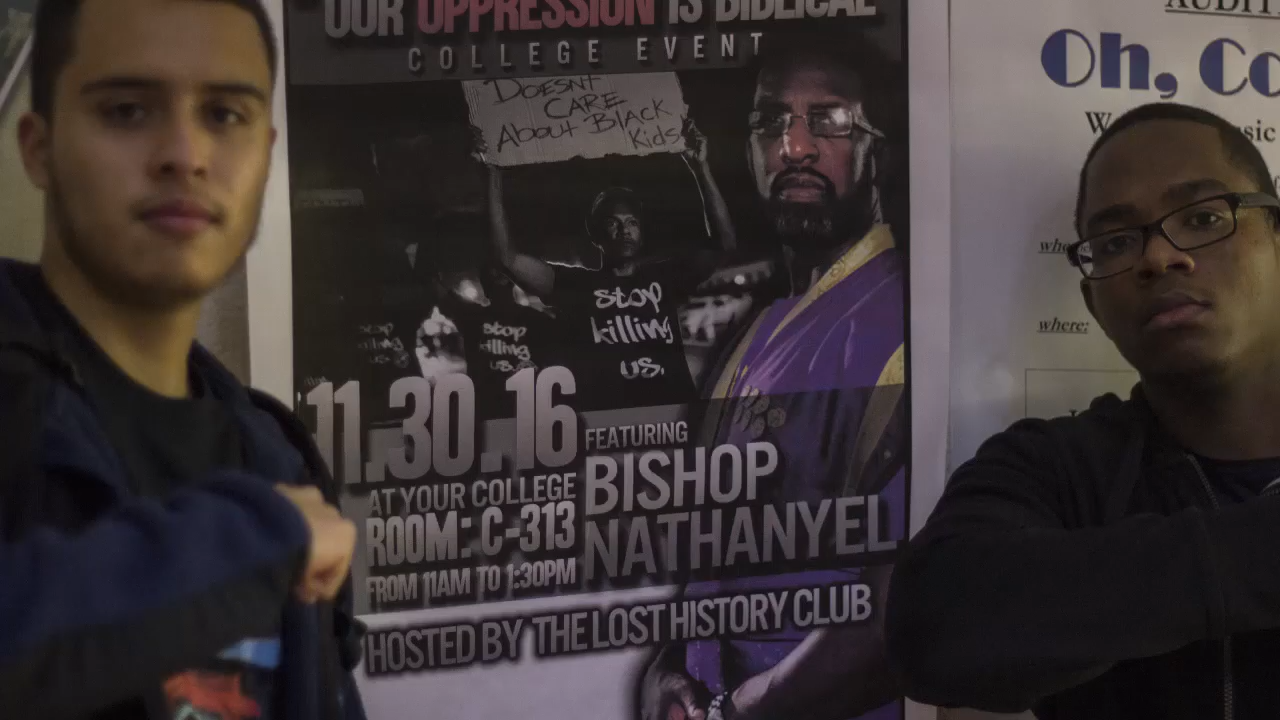 OUR OPPRESSION IS BIBLICAL
COLLEGE EVENT
DOESN'T
CARE
About Black
Kids
stop
killing
us.
stop
killing
us.
stop
killing
us.
11.30.16
AT YOUR COLLEGE
ROOM: C-313
FROM 11AM TO 1:30PM
FEATURING
BISHOP
NATHANYEL
HOSTED BY THE LOST HISTORY CLUB
Oh,
where: